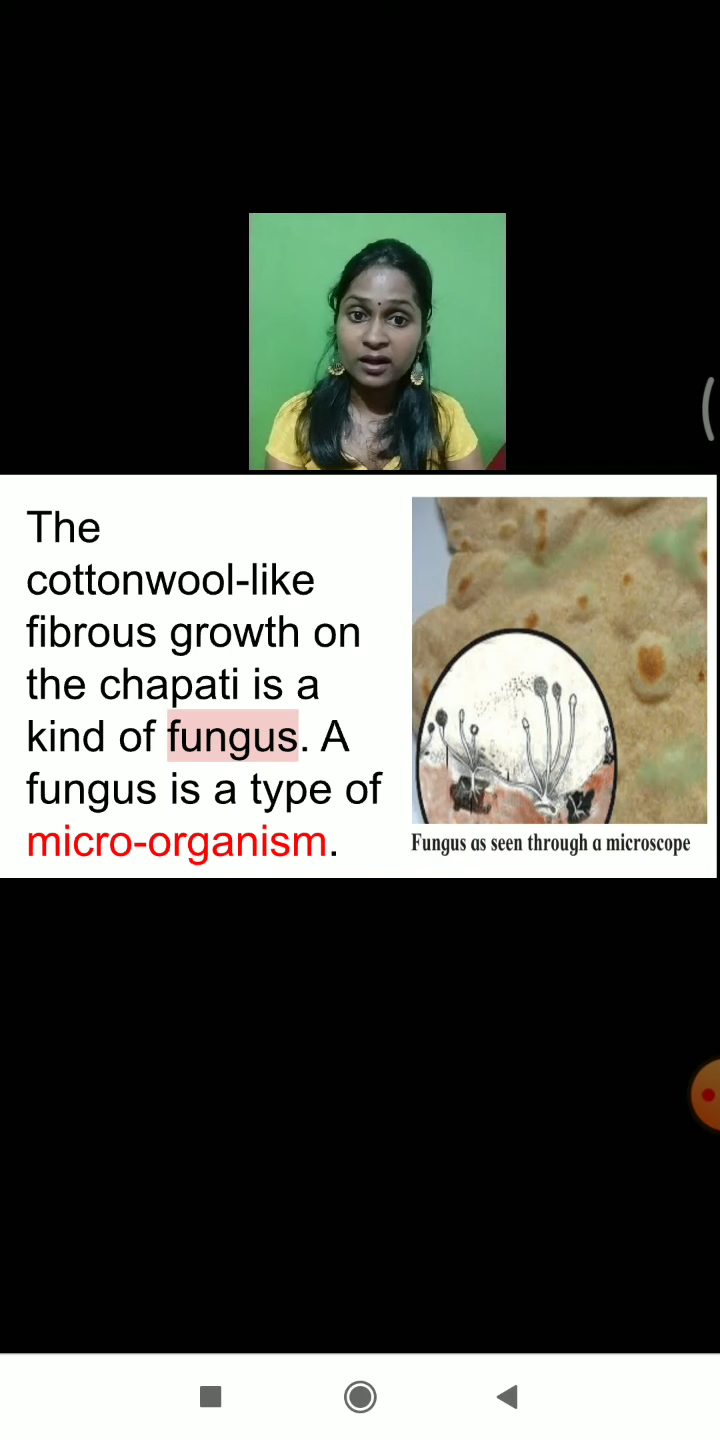 The
cottonwool-like
fibrous growth on
the chapati is a
kind of fungus. A
fungus is a type of
micro-organism.
Fungus as seen through a microscope